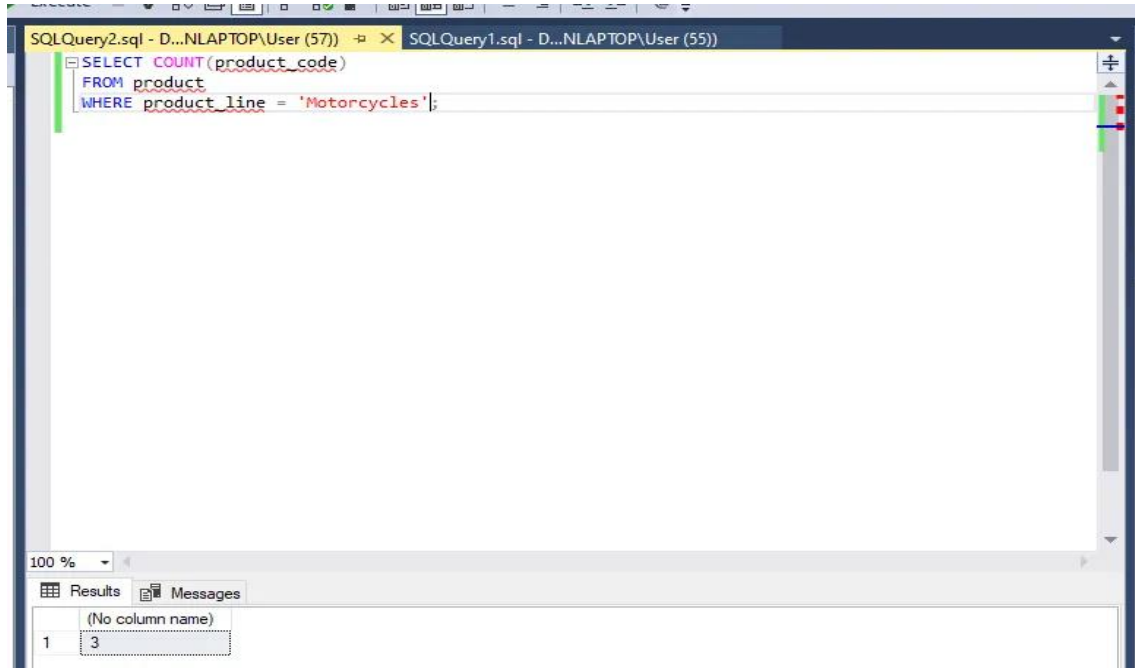 Execute
SQLQuery2.sql - D...NLAPTOP\User (57))
SQLQuery1.sql - D...NLAPTOP\User (55))
SELECT COUNT(product_code)
FROM product
WHERE product_line = 'Motorcycles';
100 %
Results
Messages
(No column name)
1 3